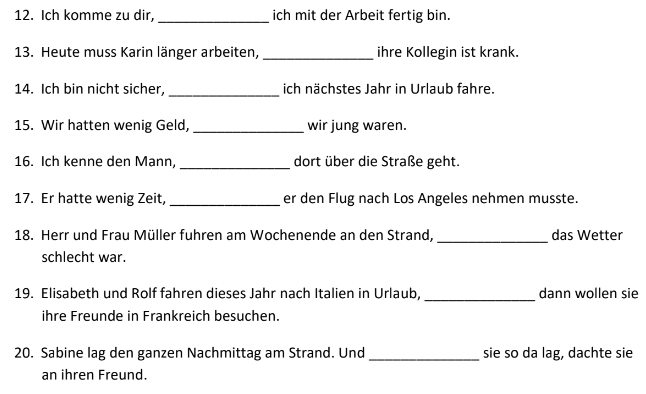 12. Ich komme zu dir, ______________ ich mit der Arbeit fertig bin.
13. Heute muss Karin länger arbeiten, ______________ ihre Kollegin ist krank.
14. Ich bin nicht sicher, ______________ ich nächstes Jahr in Urlaub fahre.
15. Wir hatten wenig Geld, ______________ wir jung waren.
16. Ich kenne den Mann, ______________ dort über die Straße geht.
17. Er hatte wenig Zeit, ______________ er den Flug nach Los Angeles nehmen musste.
18. Herr und Frau Müller fuhren am Wochenende an den Strand, ______________ das Wetter
schlecht war.
19. Elisabeth und Rolf fahren dieses Jahr nach Italien in Urlaub, ______________ dann wollen sie
ihre Freunde in Frankreich besuchen.
20. Sabine lag den ganzen Nachmittag am Strand. Und ______________ sie so da lag, dachte sie
an ihren Freund.